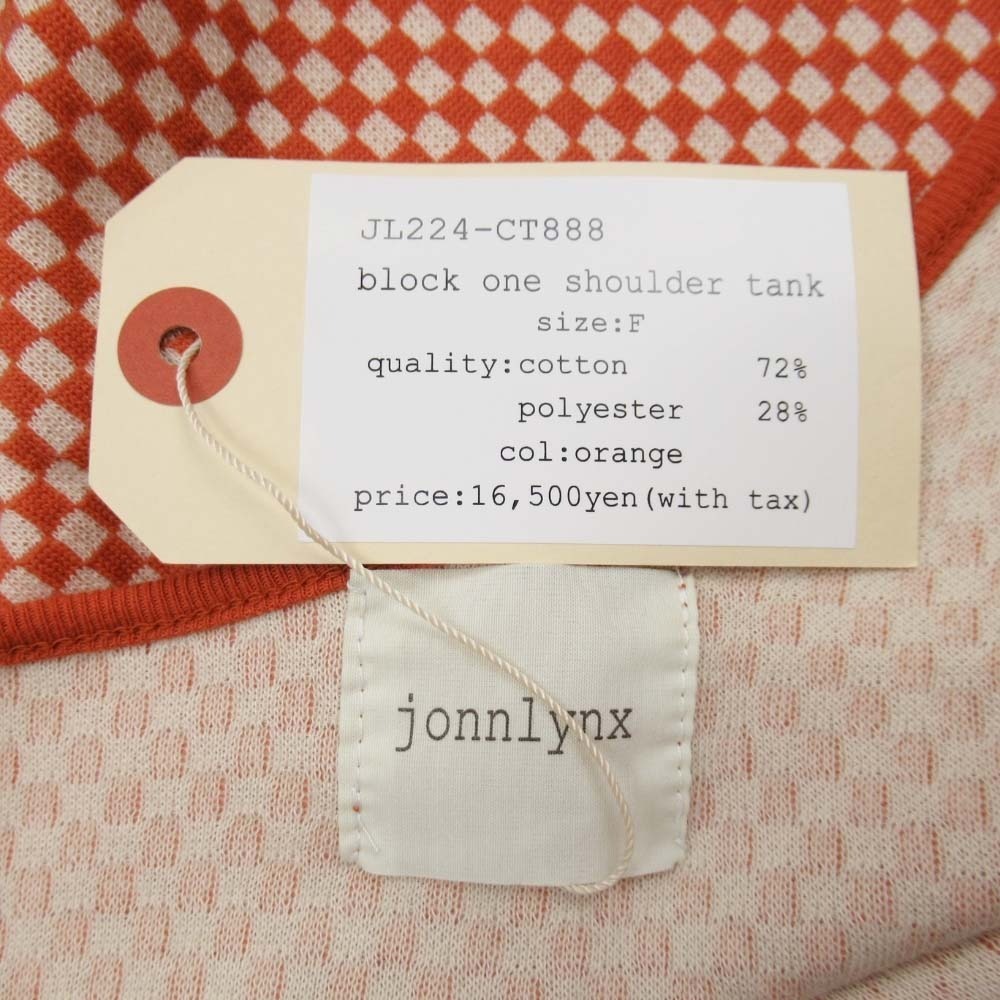 JL224-CT888
block one shoulder tank
size:F
quality:cotton 72%
polyester 28%
col:orange
price:16,500yen(with tax)
jonnlynx